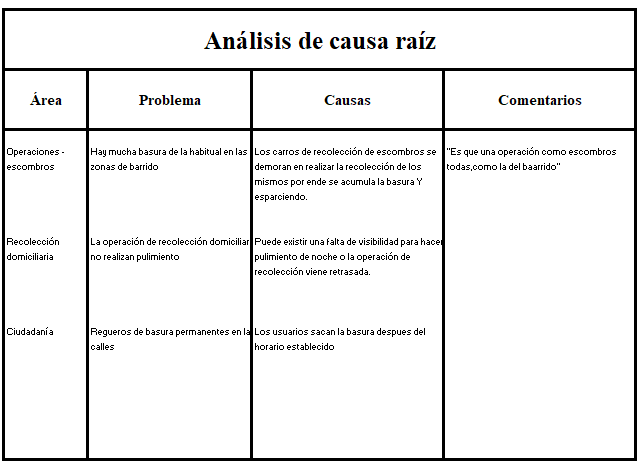 Análisis de causa raíz
Área
Problema
Causas
Comentarios
Operaciones -
escombros
Hay mucha basura de la habitual en las
zonas de barrido
Los carros de recolección de escombros se
demoran en realizar la recolección de los
mismos por ende se acumula la basura Y
esparciendo.
"Es que una operación como escombros
todas,como la del baarrido"
Recolección
domiciliaria
La operación de recolección domiciliar
no realizan pulimiento
Puede existir una falta de visibilidad para hacer
pulimiento de noche o la operación de
recolección viene retrasada.
Ciudadanía
Regueros de basura permanentes en la
calles
Los usuarios sacan la basura despues del
horario establecido